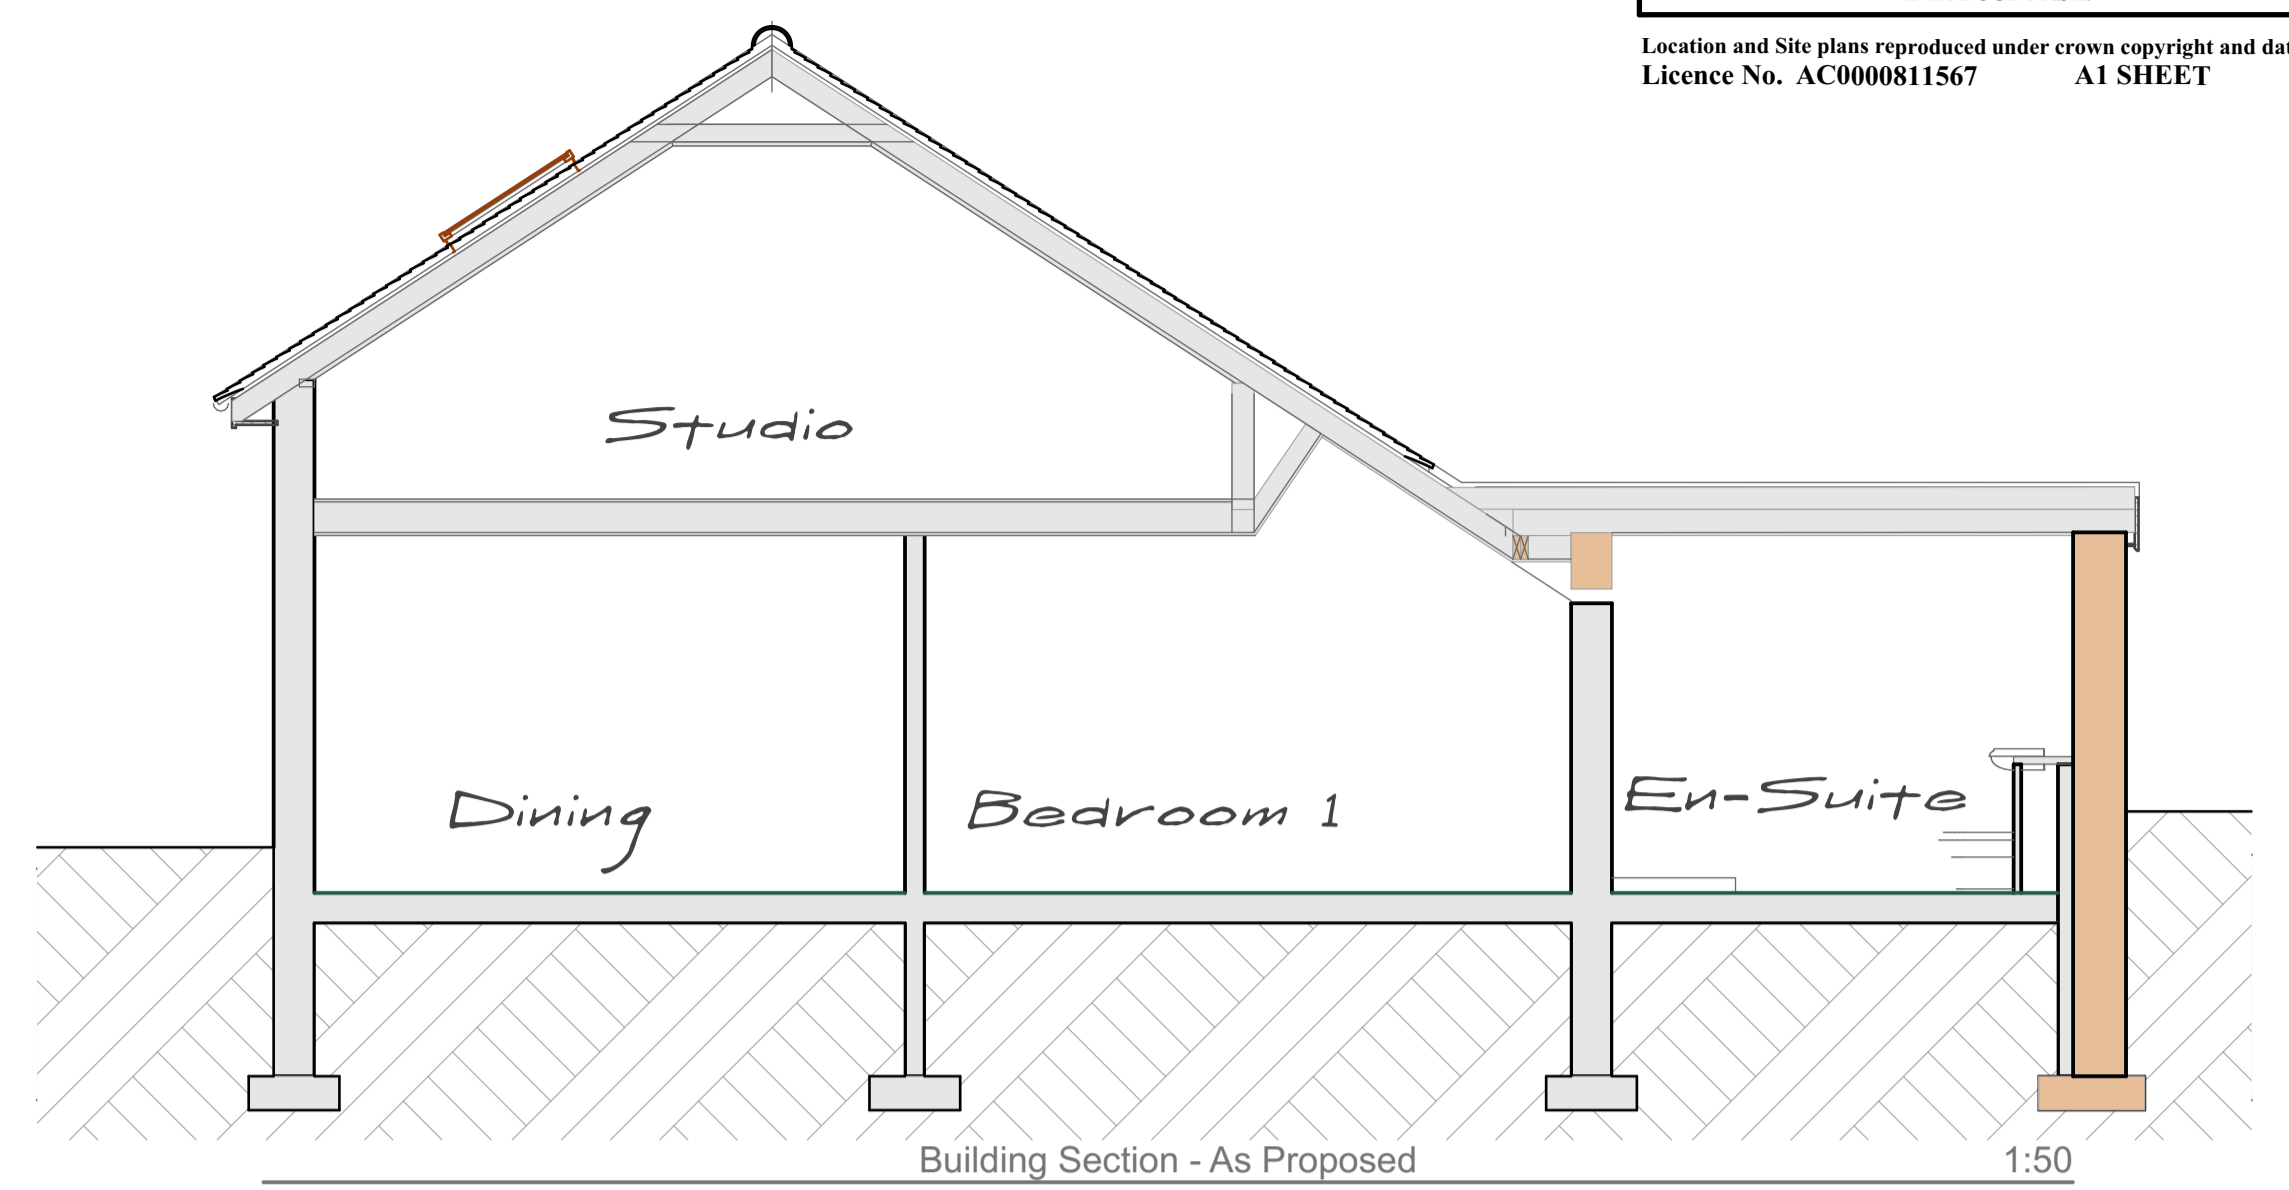 Location and Site plans reproduced under crown copyright and dat
Licence No. AC0000811567 A1 SHEET
Studio
Dining
Bedroom 1
En-Suite
Building Section - As Proposed 1:50